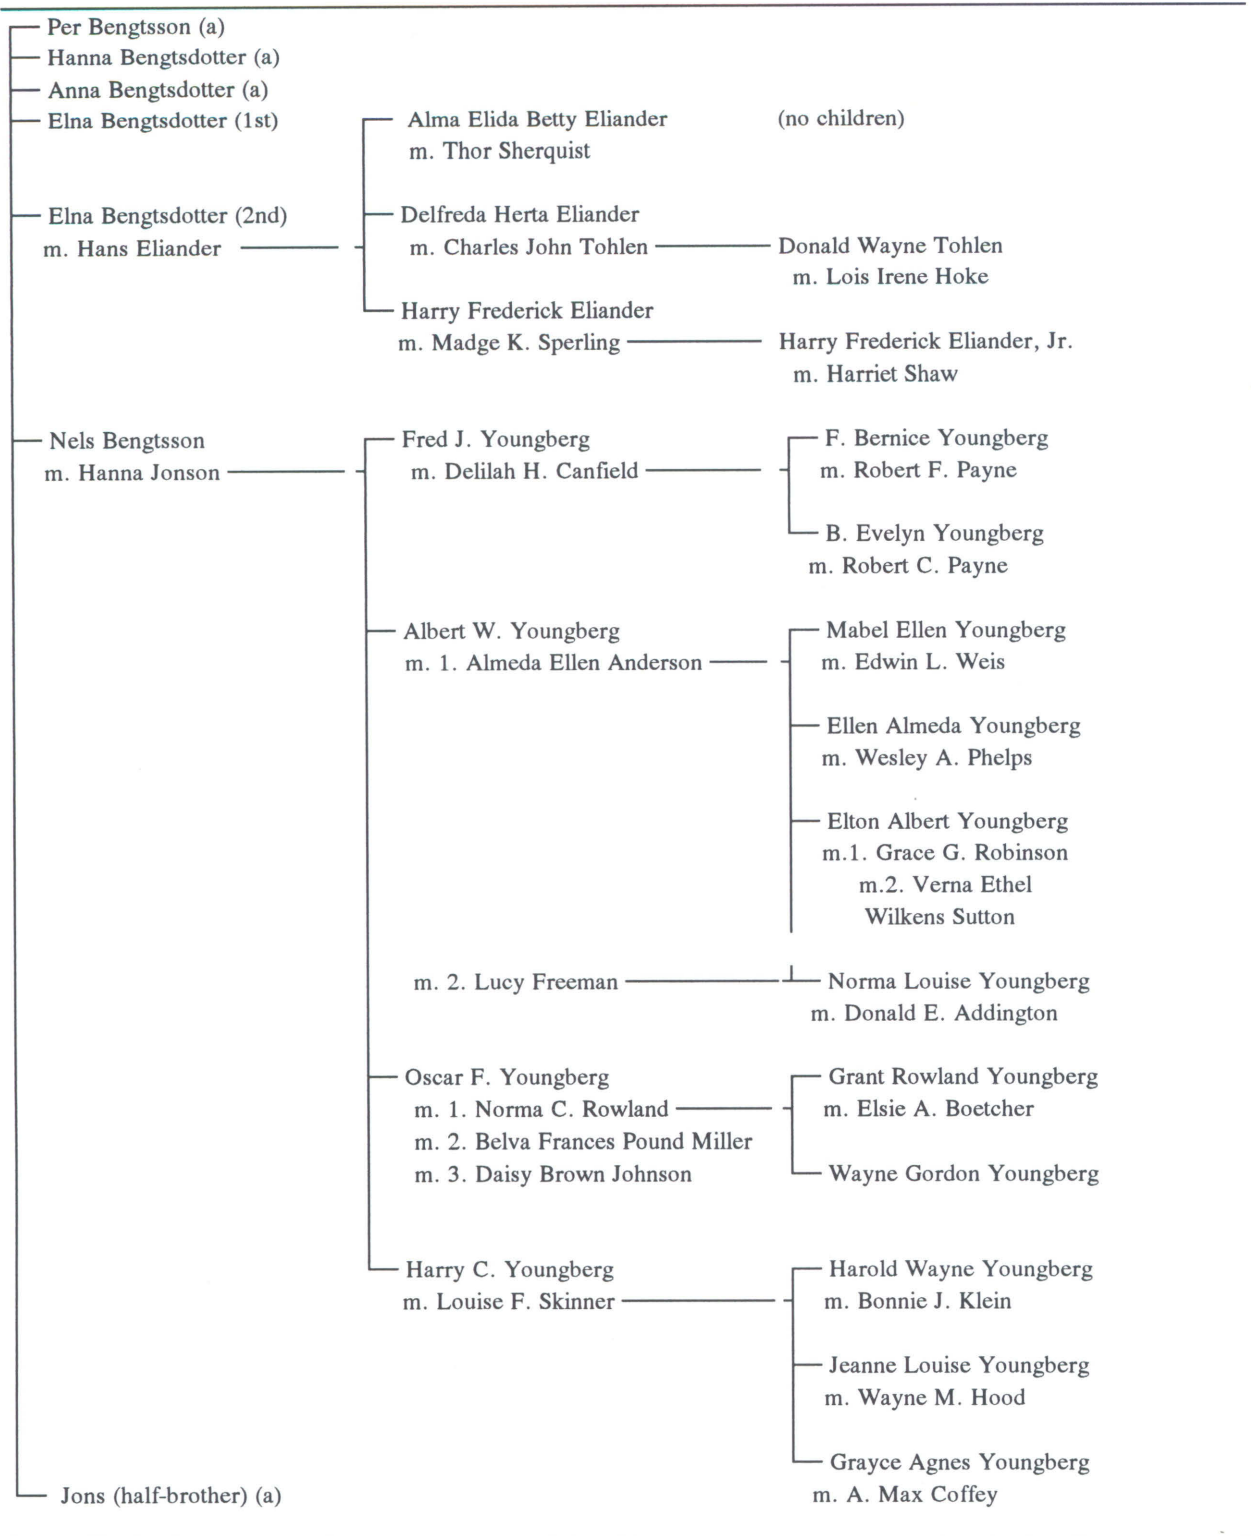 Per Bengtsson (a)
Hanna Bengtsdotter (a)
Anna Bengtsdotter (a)
Elna Bengtsdotter (1st)
Alma Elida Betty Eliander (no children)
m. Thor Sherquist
Elna Bengtsdotter (2nd)
Delfreda Herta Eliander
m. Hans Eliander
m. Charles John Tohlen
Donald Wayne Tohlen
m. Lois Irene Hoke
Harry Frederick Eliander
m. Madge K. Sperling
Harry Frederick Eliander, Jr.
m. Harriet Shaw
Nels Bengtsson
m. Hanna Jonson
Fred J. Youngberg
m. Delilah H. Canfield
F. Bernice Youngberg
m. Robert F. Payne
B. Evelyn Youngberg
m. Robert C. Payne
Albert W. Youngberg
m. 1. Almeda Ellen Anderson
Mabel Ellen Youngberg
m. Edwin L. Weis
Ellen Almeda Youngberg
m. Wesley A. Phelps
Elton Albert Youngberg
m.1. Grace G. Robinson
m.2. Verna Ethel
Wilkens Sutton
m. 2. Lucy Freeman
Norma Louise Youngberg
m. Donald E. Addington
Oscar F. Youngberg
m. 1. Norma C. Rowland
m. 2. Belva Frances Pound Miller
m. 3. Daisy Brown Johnson
Grant Rowland Youngberg
m. Elsie A. Boetcher
Wayne Gordon Youngberg
Harry C. Youngberg
m. Louise F. Skinner
Harold Wayne Youngberg
m. Bonnie J. Klein
Jeanne Louise Youngberg
m. Wayne M. Hood
Grayce Agnes Youngberg
m. A. Max Coffey
Jons (half-brother) (a)